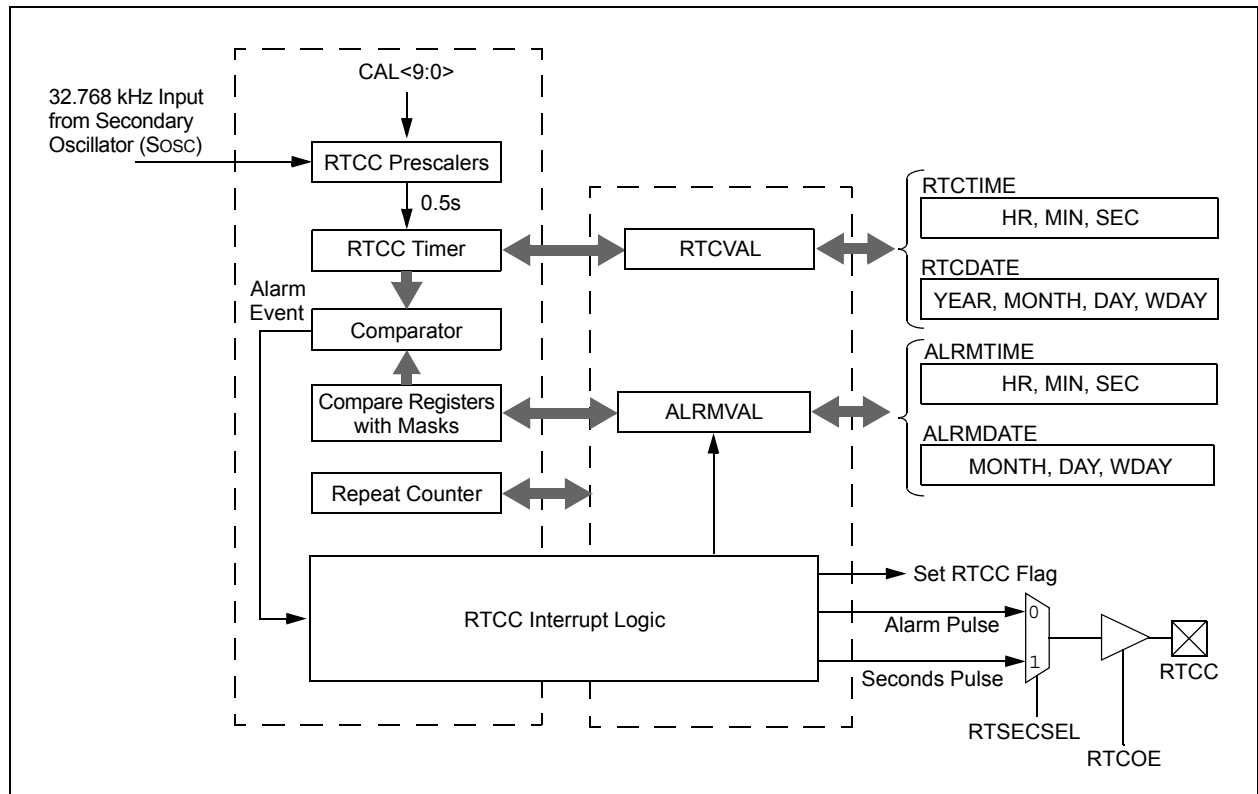 CAL<9:0>
32.768 kHz Input
from Secondary
Oscillator (SOSC)
RTCC Prescalers
0.5s
RTCC Timer
RTCVAL
RTCTIME
HR, MIN, SEC
RTCDATE
YEAR, MONTH, DAY, WDAY
Alarm
Event
Comparator
Compare Registers
with Masks
ALRMVAL
ALRMTIME
HR, MIN, SEC
ALRMDATE
MONTH, DAY, WDAY
Repeat Counter
RTCC Interrupt Logic
Set RTCC Flag
0
Alarm Pulse
1
Seconds Pulse
RTCC
RTSECSEL
RTCOE